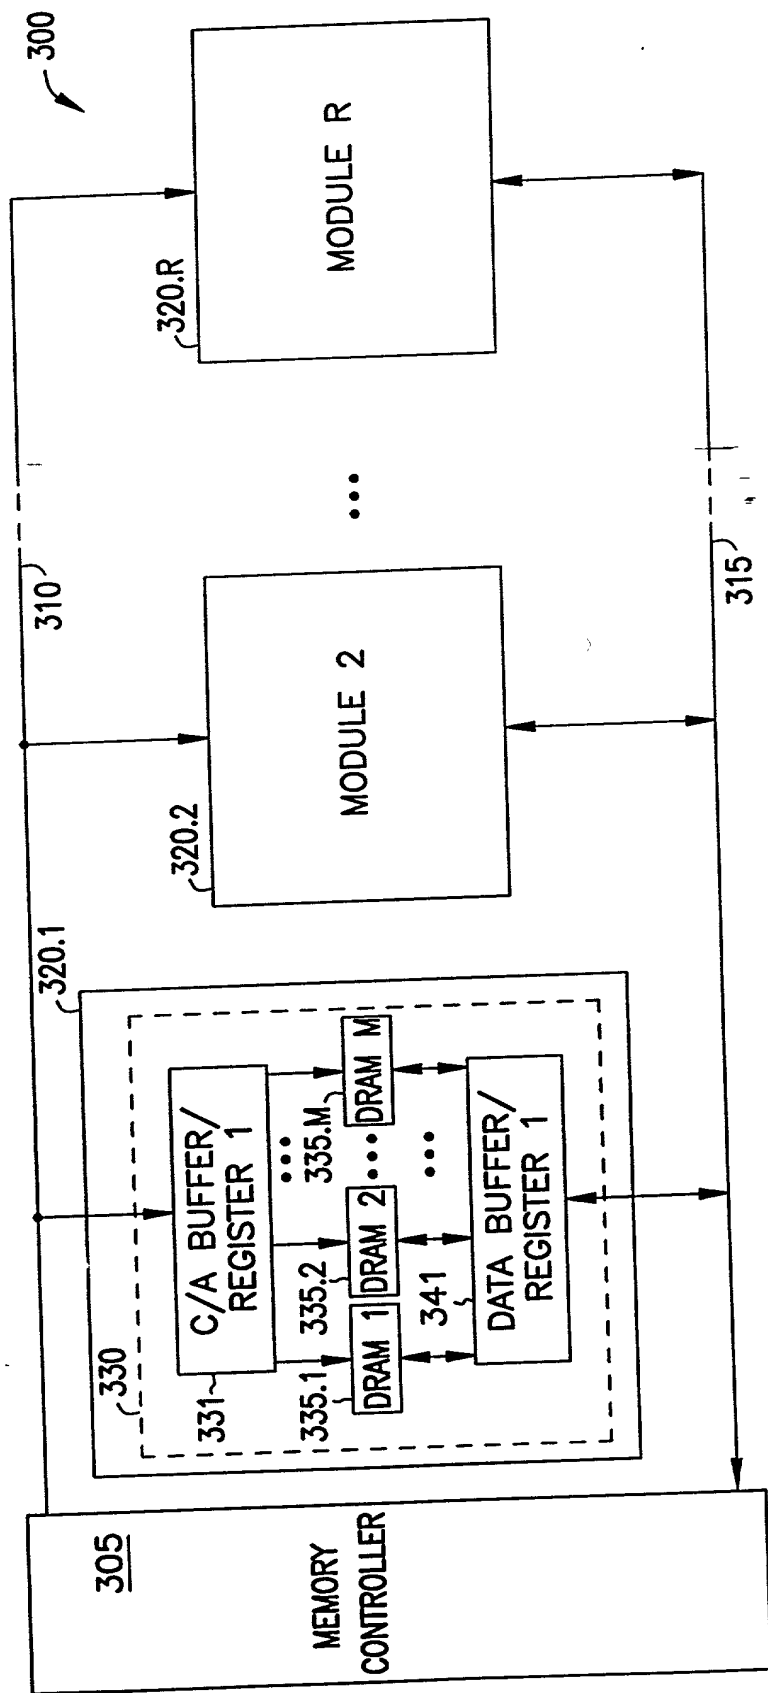 300
320.R
MODULE R
310
315
320.2
MODULE 2
320.1
330
331
C/A BUFFER/
REGISTER 1
335.1
DRAM 1
335.2
DRAM 2
335.M
DRAM M
341
DATA BUFFER/
REGISTER 1
305
MEMORY
CONTROLLER